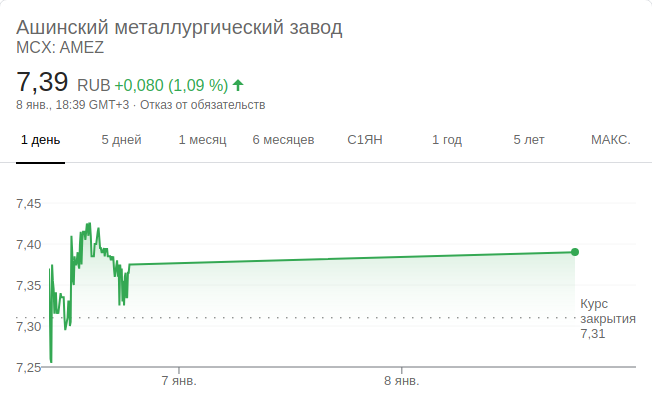 Ашинский металлургический завод
MCX: AMEZ
7,39 RUB +0,080 (1,09 %)
8 янв., 18:39 GMT+3 · Отказ от обязательств
1 день 5 дней 1 месяц 6 месяцев С1ЯН 1 год 5 лет МАКС.
7,45
7,40
7,35
7,30
7,25
Курс
закрытия
7,31
7 янв. 8 янв.